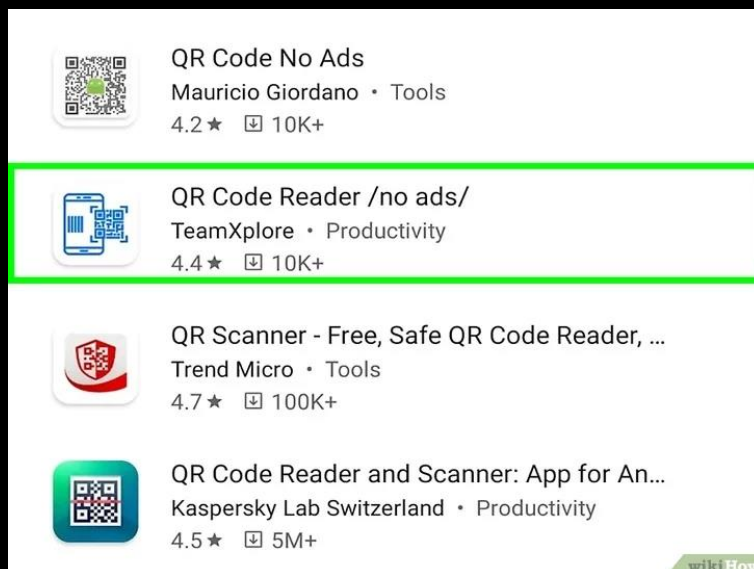 QR Code No Ads
Mauricio Giordano • Tools
4.2★ 10K+
QR Code Reader /no ads/
TeamXplore • Productivity
4.4★ 10K+
QR Scanner - Free, Safe QR Code Reader, ...
Trend Micro • Tools
4.7★ 100K+
QR Code Reader and Scanner: App for An...
Kaspersky Lab Switzerland • Productivity
4.5★ 5M+